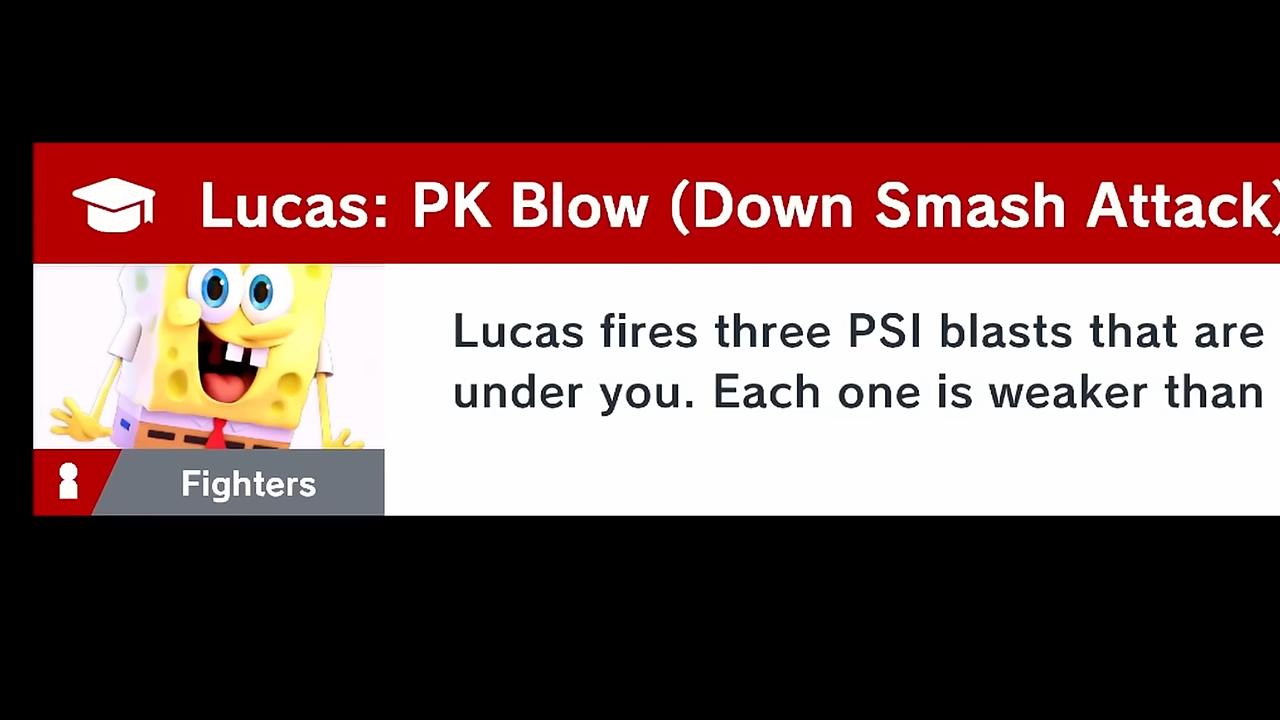 Lucas: PK Blow (Down Smash Attack)
Lucas fires three PSI blasts that are
under you. Each one is weaker than
Fighters